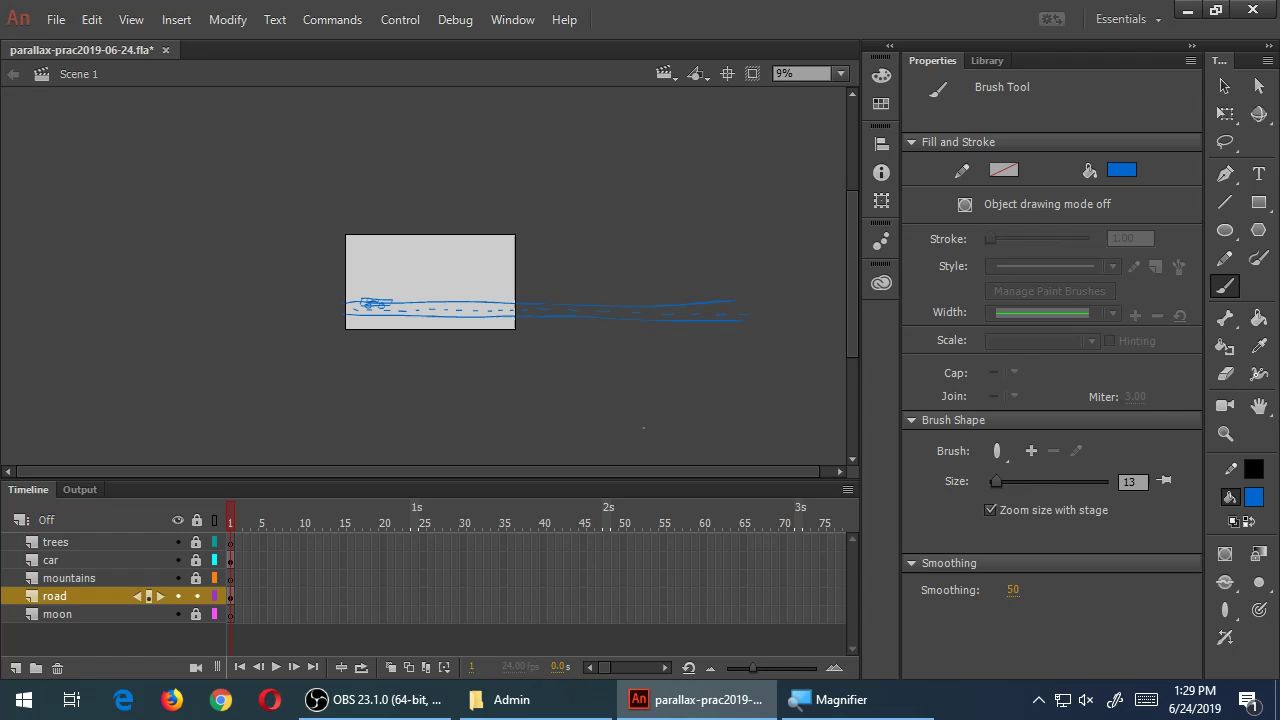 An File Edit View Insert Modify Text Commands Control Debug Window Help Essentials
parallax-prac2019-06-24.fla* ×
Scene 1 9%
Properties Library T...
Brush Tool
Fill and Stroke
Object drawing mode off
Stroke: 1.00
Style:
Manage Paint Brushes
Width:
Scale: Hinting
Cap:
Join: Miter: 3.00
Brush Shape
Brush:
Size: 13
Zoom size with stage
Smoothing
Smoothing: 50
Timeline Output
Off 1s 2s 3s
1 5 10 15 20 25 30 35 40 45 50 55 60 65 70 75
trees
car
mountains
road
moon
1 24.00 fps 0.0 s
OBS 23.1.0 (64-bit, ... Admin An parallax-prac2019-... Magnifier
1:29 PM
6/24/2019
1